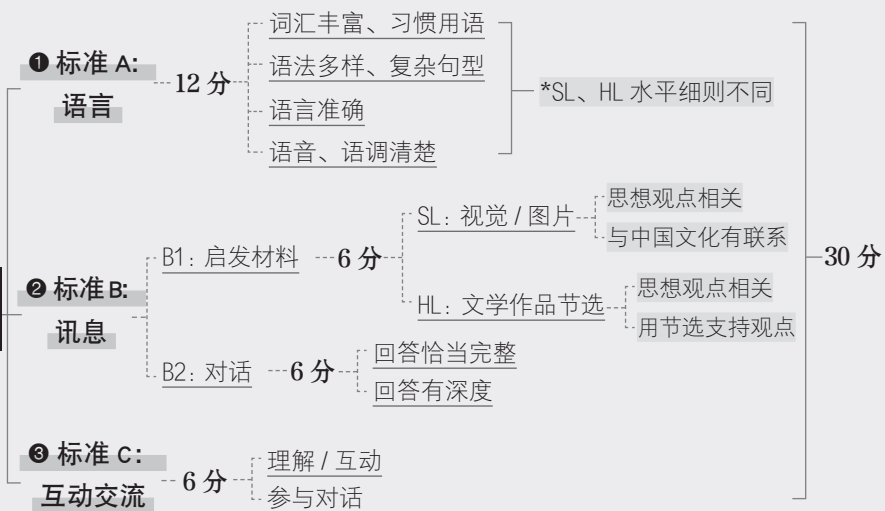 ❶ 标准 A:
语言
12 分
词汇丰富、习惯用语
语法多样、复杂句型
语言准确
语音、语调清楚
*SL、HL 水平细则不同
❷ 标准 B:
讯息
B1: 启发材料
6 分
SL: 视觉 / 图片
思想观点相关
与中国文化有联系
HL: 文学作品节选
思想观点相关
用节选支持观点
B2: 对话
6 分
回答恰当完整
回答有深度
❸ 标准 C:
互动交流
6 分
理解 / 互动
参与对话
30 分